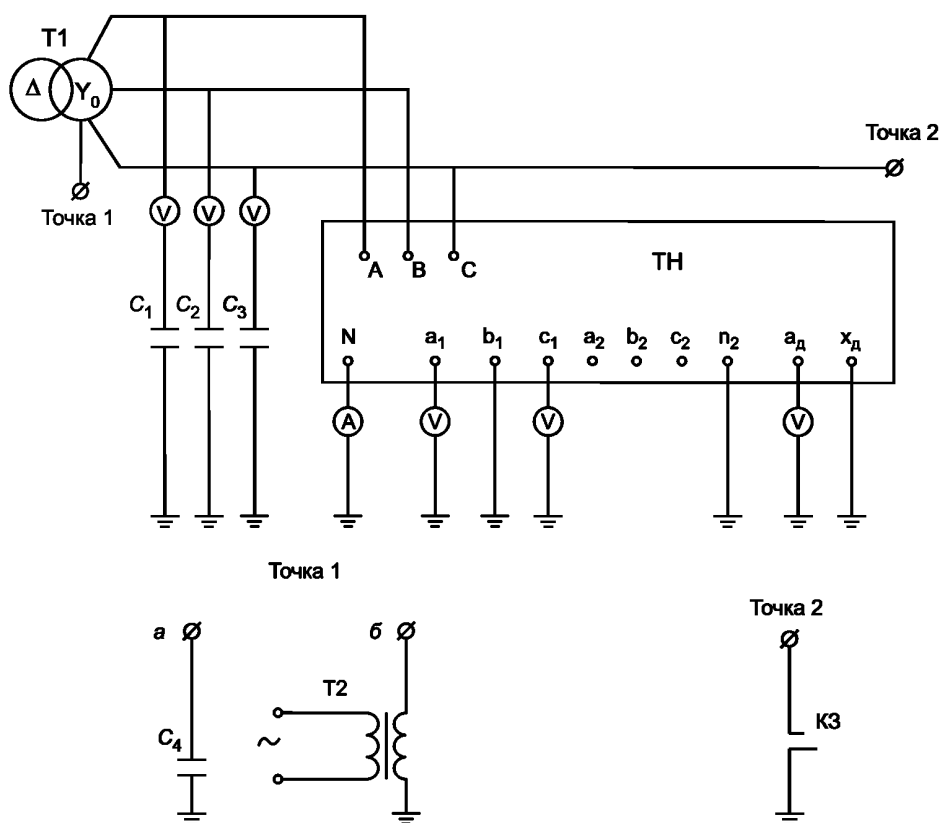 T1
Δ
Y0
Точка 1
Точка 2
V
V
V
C1
C2
C3
A
B
C
ТН
N
a1
b1
c1
a2
b2
c2
n2
aд
xд
A
V
V
V
Точка 1
а
б
T2
C4
~
Точка 2
КЗ